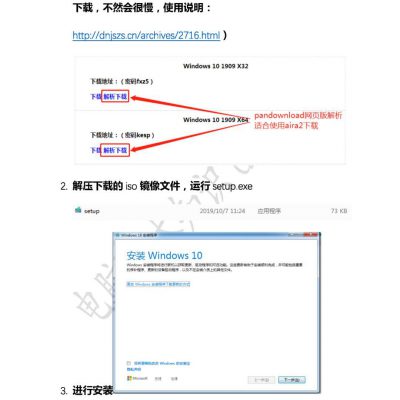 下载，不然会很慢，使用说明：
http://dnjszs.cn/archives/2716.html）
Windows 10 1909 X32
下载地址：（密码fxz5）
下载 解析下载
Windows 10 1909 X64
pandownload网页版解析
适合使用aira2下载
下载地址：（密码kesp）
下载 解析下载
2. 解压下载的 iso 镜像文件，运行 setup.exe
setup 2019/10/7 11:24 应用程序 73 KB
Windows 10 安装程序
安装 Windows 10
Microsoft
下一步(N)
3. 进行安装